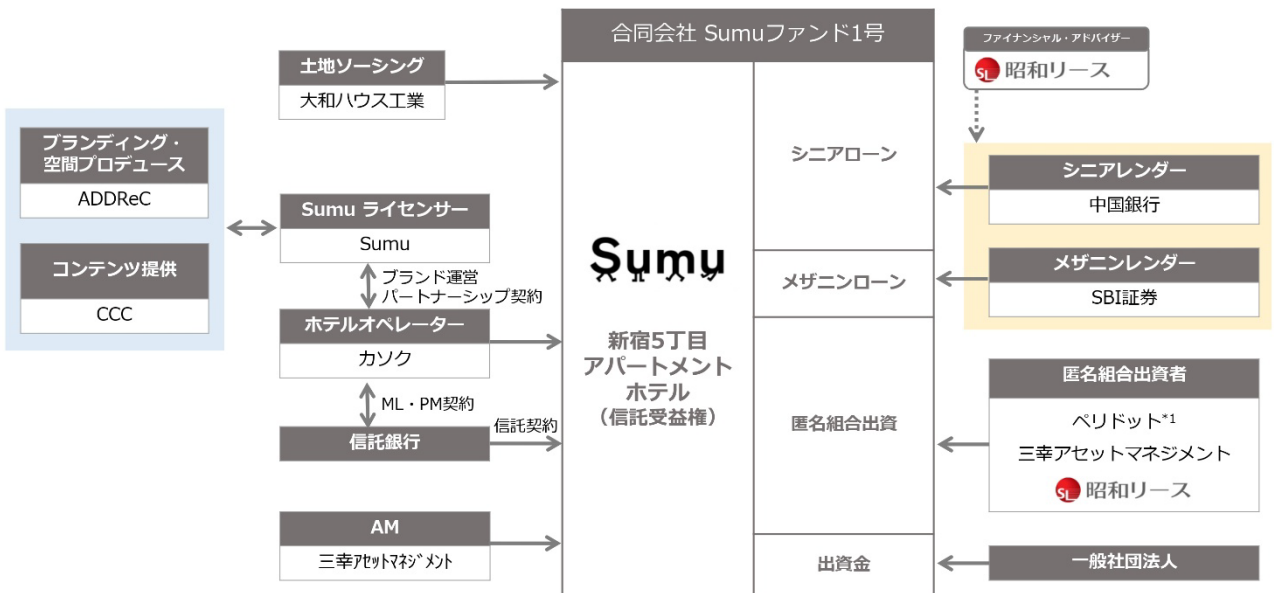 合同会社 Sumuファンド1号
土地ソーシング
大和ハウス工業
ブランディング・
空間プロデュース
ADDReC
コンテンツ提供
CCC
Sumu ライセンサー
Sumu
ブランド運営
パートナーシップ契約
ホテルオペレーター
カソク
ML・PM契約
信託銀行
信託契約
AM
三幸ｱｾｯﾄﾏﾈｼﾞﾒﾝﾄ
Sumu
新宿5丁目
アパートメント
ホテル
（信託受益権）
シニアローン
メザニンローン
匿名組合出資
出資金
ファイナンシャル・アドバイザー
SL 昭和リース
シニアレンダー
中国銀行
メザニンレンダー
SBI証券
匿名組合出資者
ペリドット*1
三幸アセットマネジメント
SL 昭和リース
一般社団法人